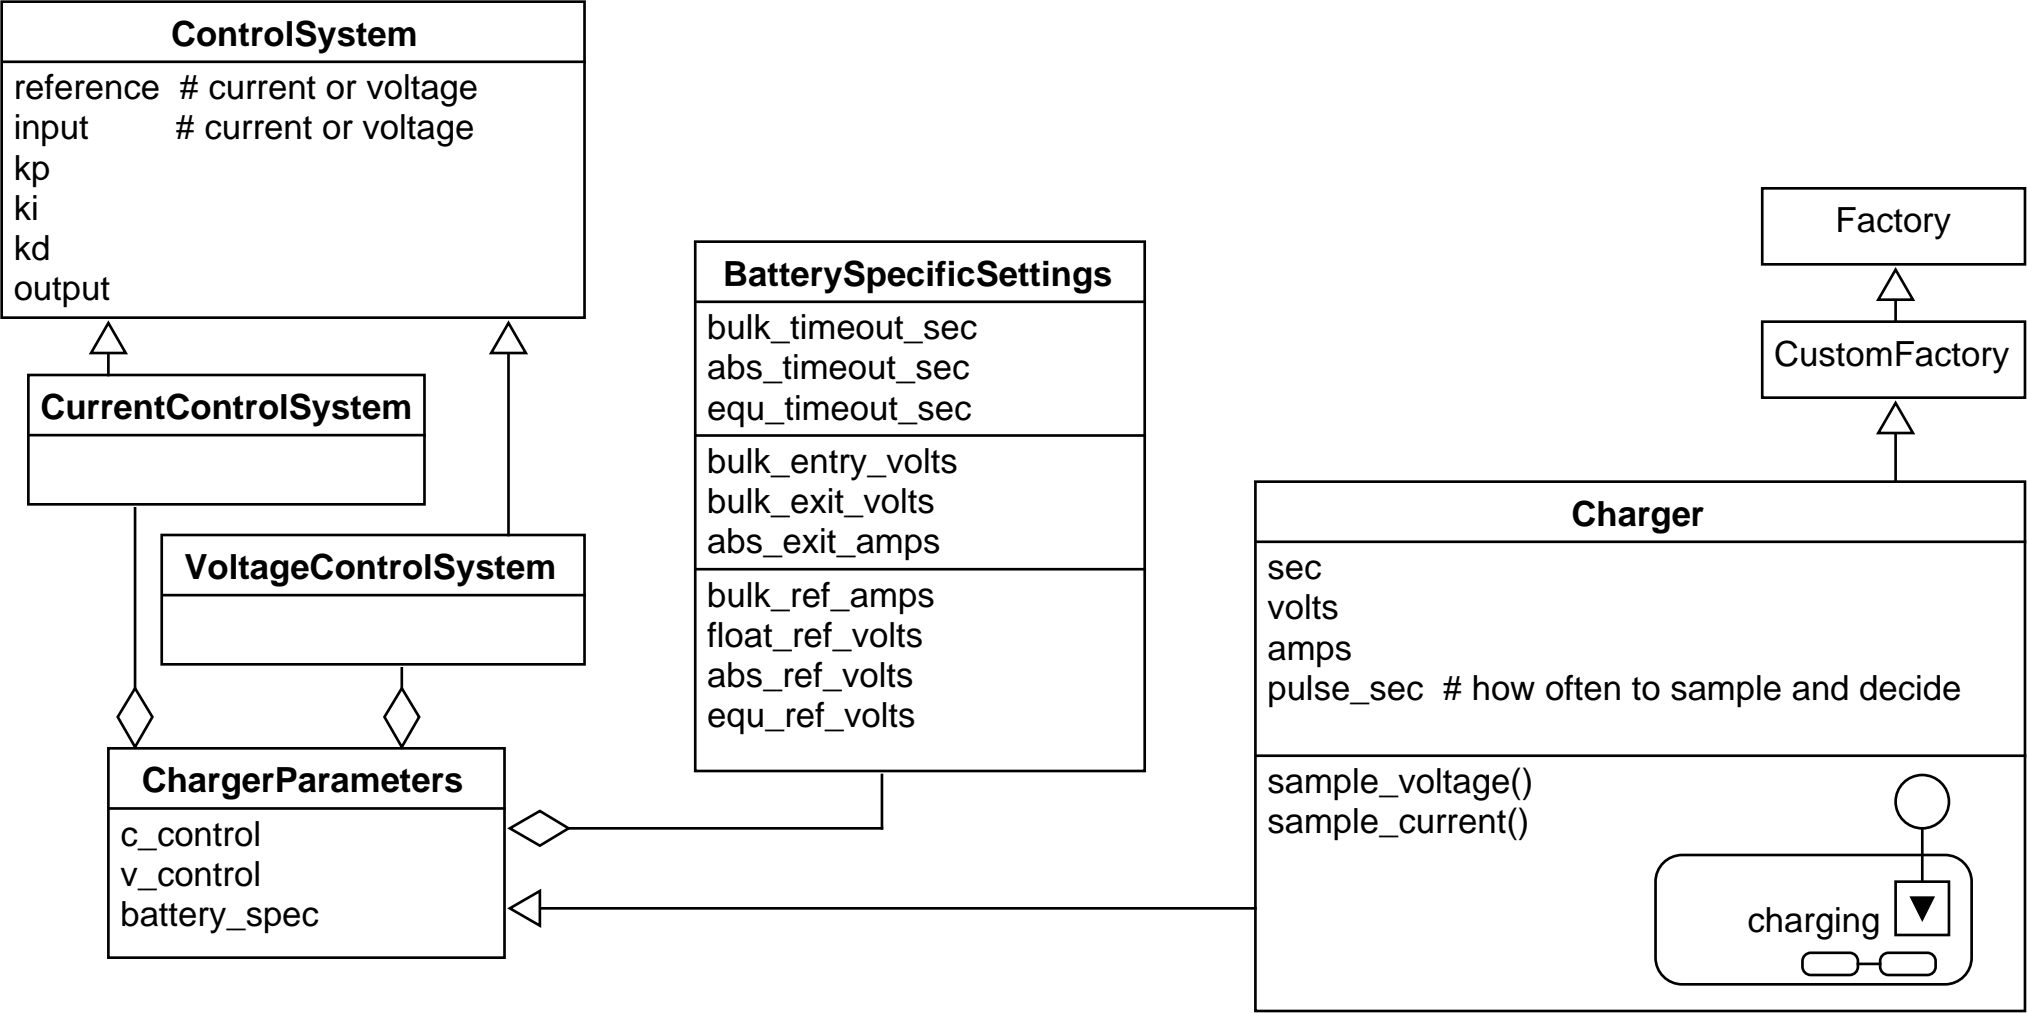 ControlSystem
reference # current or voltage
input # current or voltage
kp
ki
kd
output
CurrentControlSystem
VoltageControlSystem
ChargerParameters
c_control
v_control
battery_spec
BatterySpecificSettings
bulk_timeout_sec
abs_timeout_sec
equ_timeout_sec
bulk_entry_volts
bulk_exit_volts
abs_exit_amps
bulk_ref_amps
float_ref_volts
abs_ref_volts
equ_ref_volts
Factory
CustomFactory
Charger
sec
volts
amps
pulse_sec # how often to sample and decide
sample_voltage()
sample_current()
charging